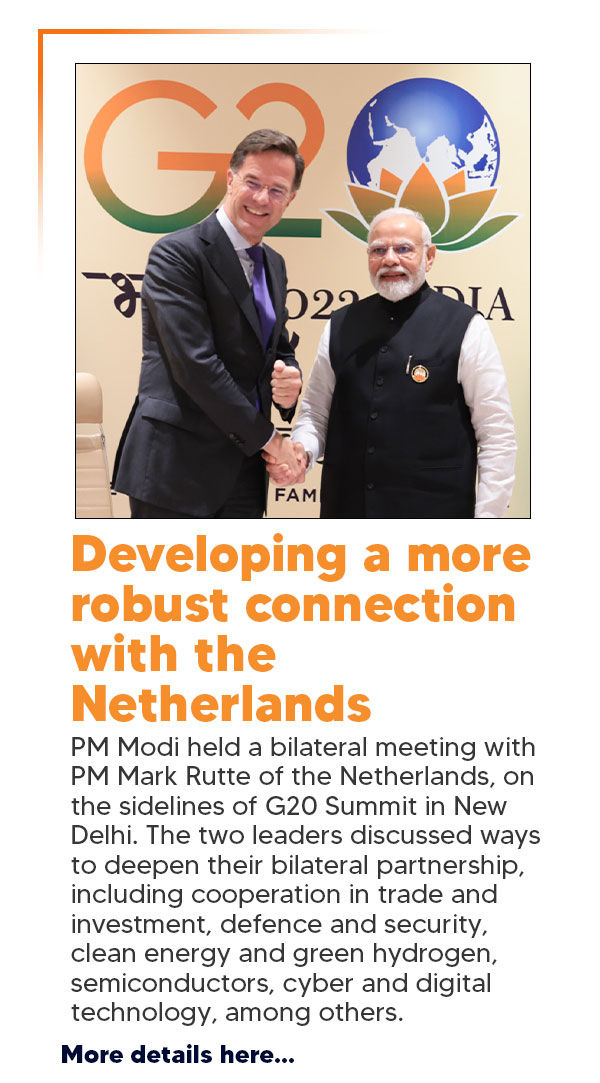 G20
भ
2023 INDIA
FAM
Developing a more
robust connection
with the
Netherlands
PM Modi held a bilateral meeting with
PM Mark Rutte of the Netherlands, on
the sidelines of G20 Summit in New
Delhi. The two leaders discussed ways
to deepen their bilateral partnership,
including cooperation in trade and
investment, defence and security,
clean energy and green hydrogen,
semiconductors, cyber and digital
technology, among others.
More details here...